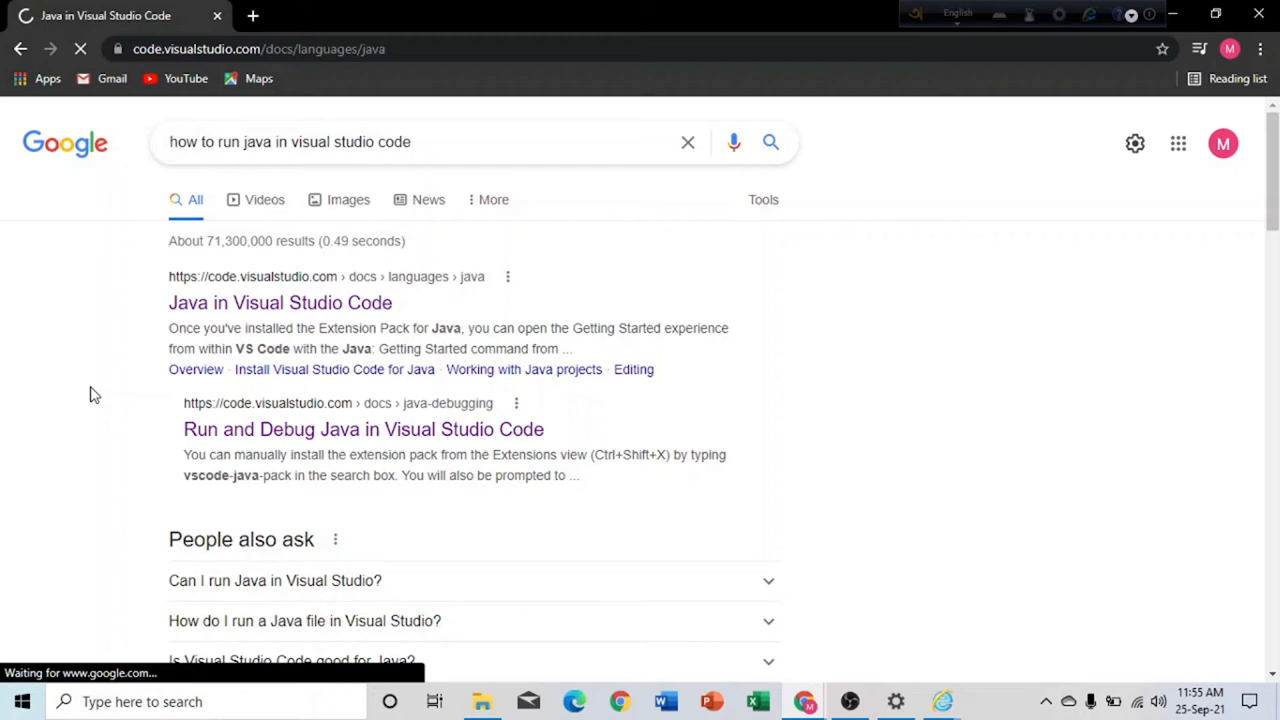 Java in Visual Studio Code
English
code.visualstudio.com/docs/languages/java
M
Apps
Gmail
YouTube
Maps
Reading list
Google
how to run java in visual studio code
M
All
Videos
Images
News
More
Tools
About 71,300,000 results (0.49 seconds)
https://code.visualstudio.com › docs › languages › java
Java in Visual Studio Code
Once you've installed the Extension Pack for Java, you can open the Getting Started experience
from within VS Code with the Java: Getting Started command from ...
Overview · Install Visual Studio Code for Java · Working with Java projects · Editing
https://code.visualstudio.com › docs › java-debugging
Run and Debug Java in Visual Studio Code
You can manually install the extension pack from the Extensions view (Ctrl+Shift+X) by typing
vscode-java-pack in the search box. You will also be prompted to ...
People also ask
Can I run Java in Visual Studio?
How do I run a Java file in Visual Studio?
Is Visual Studio Code good for Java?
Waiting for www.google.com...
Type here to search
11:55 AM
25-Sep-21